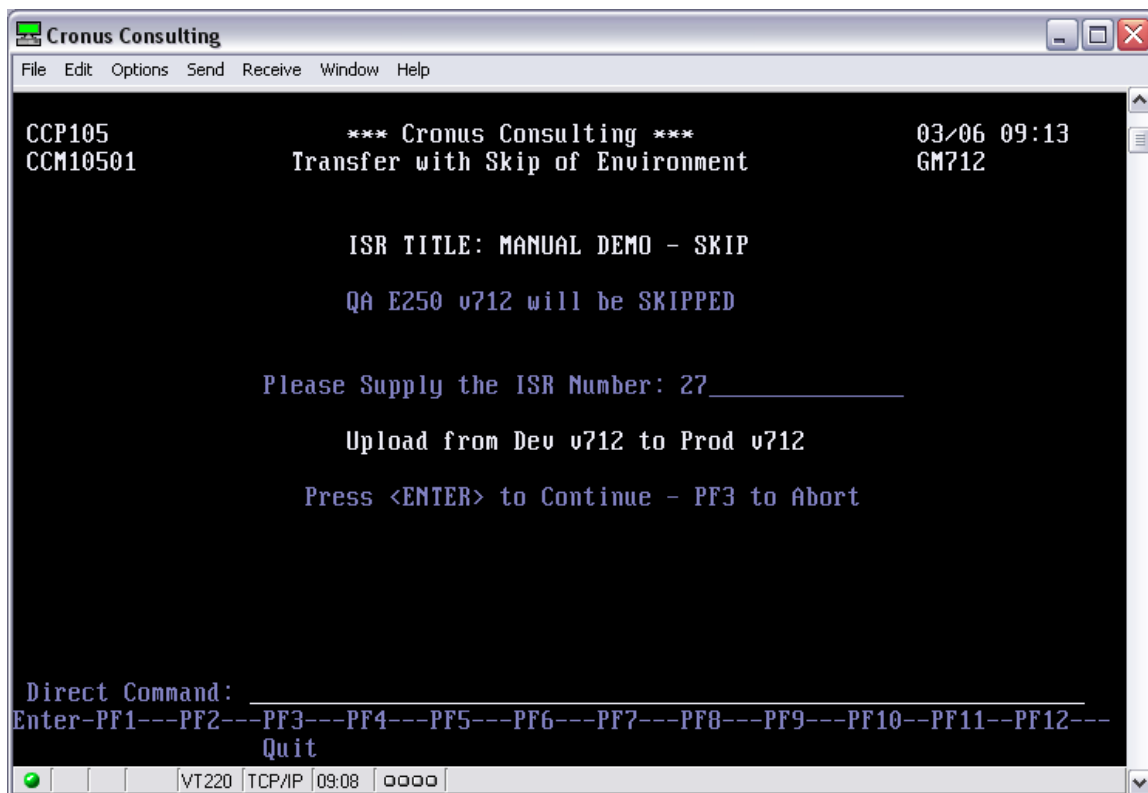 Cronus Consulting
File Edit Options Send Receive Window Help
CCP105 *** Cronus Consulting *** 03/06 09:13
CCM10501 Transfer with Skip of Environment GM712
ISR TITLE: MANUAL DEMO - SKIP
QA E250 v712 will be SKIPPED
Please Supply the ISR Number: 27_______________
Upload from Dev v712 to Prod v712
Press <ENTER> to Continue - PF3 to Abort
Direct Command: _______________
Enter-PF1---PF2---PF3---PF4---PF5---PF6---PF7---PF8---PF9---PF10--PF11--PF12---
Quit
VT220 TCP/IP 09:08